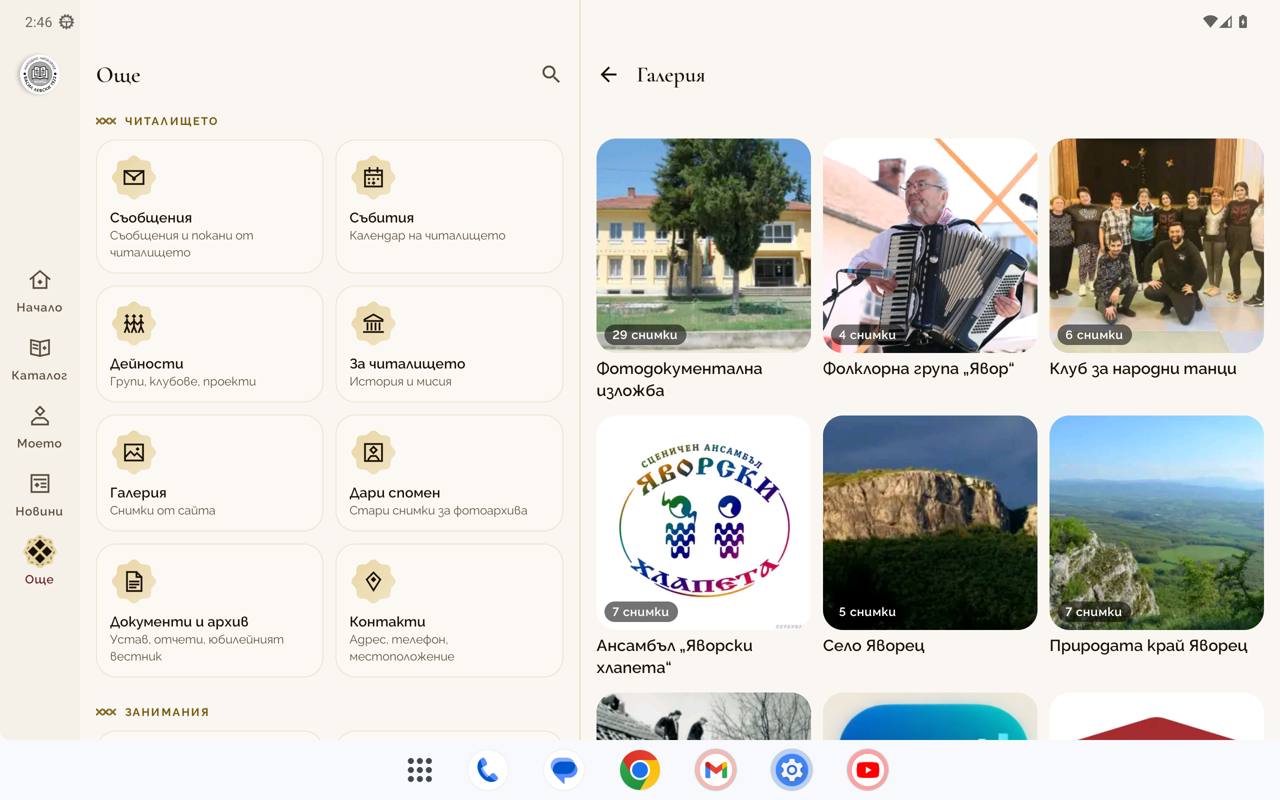 2:46
Още
ЧИТАЛИЩЕТО
Съобщения
Съобщения и покани от
читалището
Събития
Календар на читалището
Дейности
Групи, клубове, проекти
За читалището
История и мисия
Галерия
Снимки от сайта
Дари спомен
Стари снимки за фотоархива
Документи и архив
Устав, отчети, юбилейният
вестник
Контакти
Адрес, телефон,
местоположение
ЗАНИМАНИЯ
Начало
Каталог
Моето
Новини
Още
Галерия
29 снимки
Фотодокументална
изложба
4 снимки
Фолклорна група „Явор“
6 снимки
Клуб за народни танци
СЦЕНИЧЕН АНСАМБЪЛ
ЯВОРСКИ
ХЛАПЕТА
7 снимки
Ансамбъл „Яворски
хлапета“
5 снимки
Село Яворец
7 снимки
Природата край Яворец